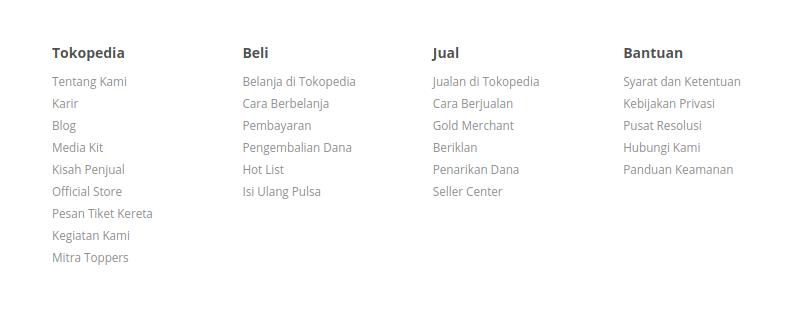 Tokopedia
Tentang Kami
Karir
Blog
Media Kit
Kisah Penjual
Official Store
Pesan Tiket Kereta
Kegiatan Kami
Mitra Toppers
Beli
Belanja di Tokopedia
Cara Berbelanja
Pembayaran
Pengembalian Dana
Hot List
Isi Ulang Pulsa
Jual
Jualan di Tokopedia
Cara Berjualan
Gold Merchant
Beriklan
Penarikan Dana
Seller Center
Bantuan
Syarat dan Ketentuan
Kebijakan Privasi
Pusat Resolusi
Hubungi Kami
Panduan Keamanan